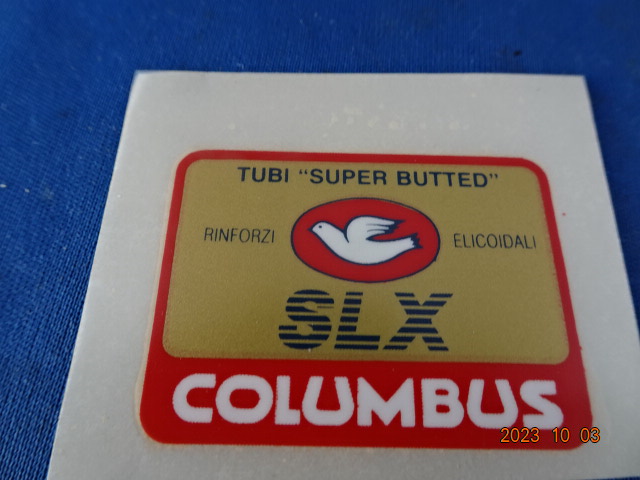 TUBI "SUPER BUTTED"
RINFORZI ELICOIDALI
SLX
COLUMBUS
2023 10 03